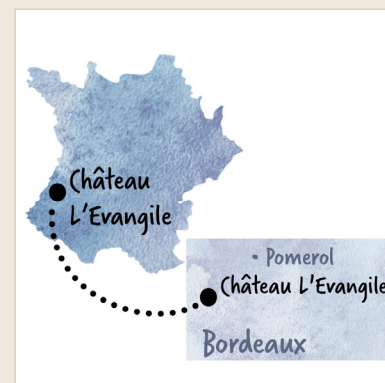 Château
L'Evangile
• Pomerol
Château L'Evangile
Bordeaux